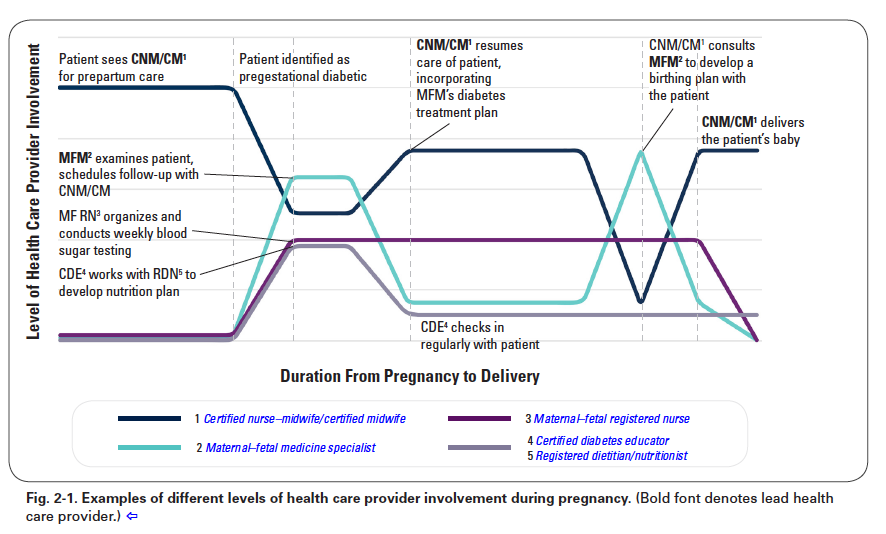 Level of Health Care Provider Involvement
Patient sees CNM/CM¹
for prepartum care
Patient identified as
pregestational diabetic
CNM/CM¹ resumes
care of patient,
incorporating
MFM's diabetes
treatment plan
CNM/CM¹ consults
MFM² to develop a
birthing plan with
the patient
CNM/CM¹ delivers
the patient's baby
MFM² examines patient,
schedules follow-up with
CNM/CM
MF RN³ organizes and
conducts weekly blood
sugar testing
CDE⁴ works with RDN⁵ to
develop nutrition plan
CDE⁴ checks in
regularly with patient
Duration From Pregnancy to Delivery
1 Certified nurse–midwife/certified midwife
2 Maternal–fetal medicine specialist
3 Maternal–fetal registered nurse
4 Certified diabetes educator
5 Registered dietitian/nutritionist
Fig. 2-1. Examples of different levels of health care provider involvement during pregnancy. (Bold font denotes lead health
care provider.) ⇦